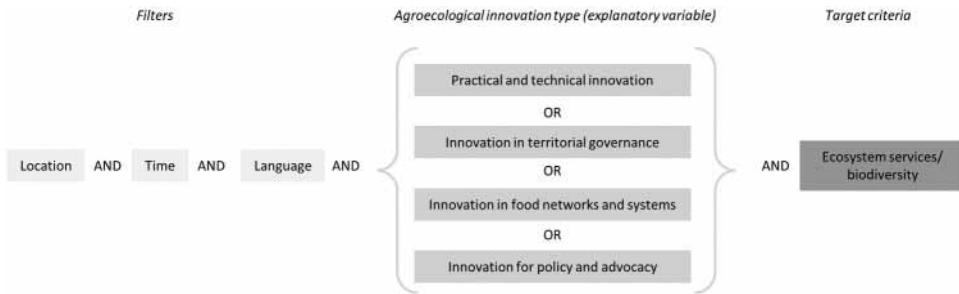 Filters
Agroecological innovation type (explanatory variable)
Target criteria
Location AND Time AND Language AND
Practical and technical innovation
OR
Innovation in territorial governance
OR
Innovation in food networks and systems
OR
Innovation for policy and advocacy
AND
Ecosystem services/
biodiversity